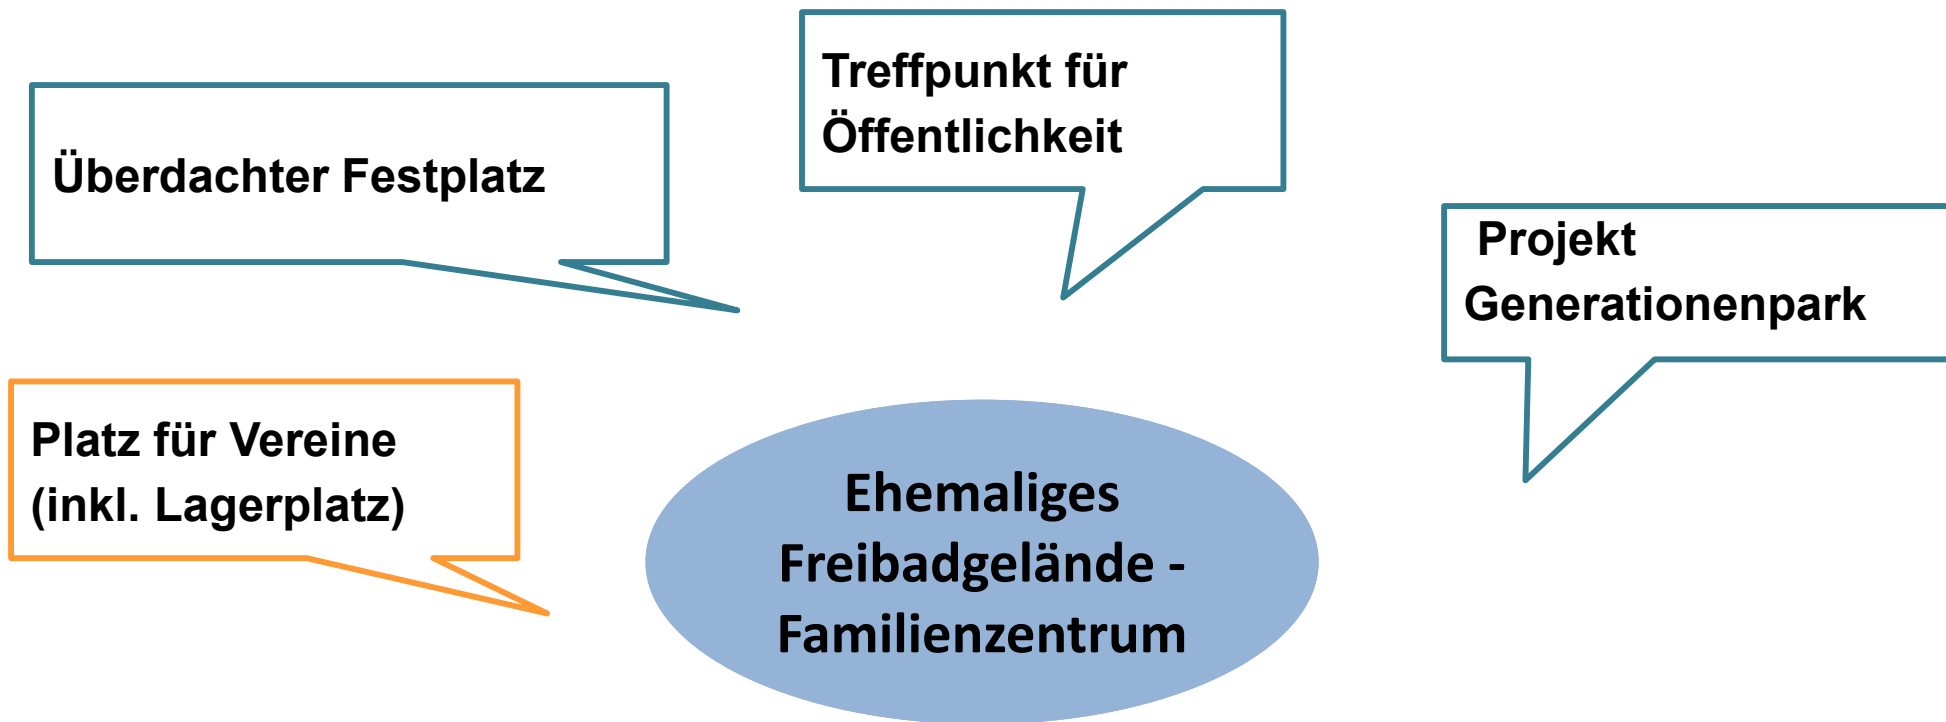 Treffpunkt für
Öffentlichkeit
Überdachter Festplatz
Projekt
Generationenpark
Platz für Vereine
(inkl. Lagerplatz)
Ehemaliges
Freibadgelände -
Familienzentrum